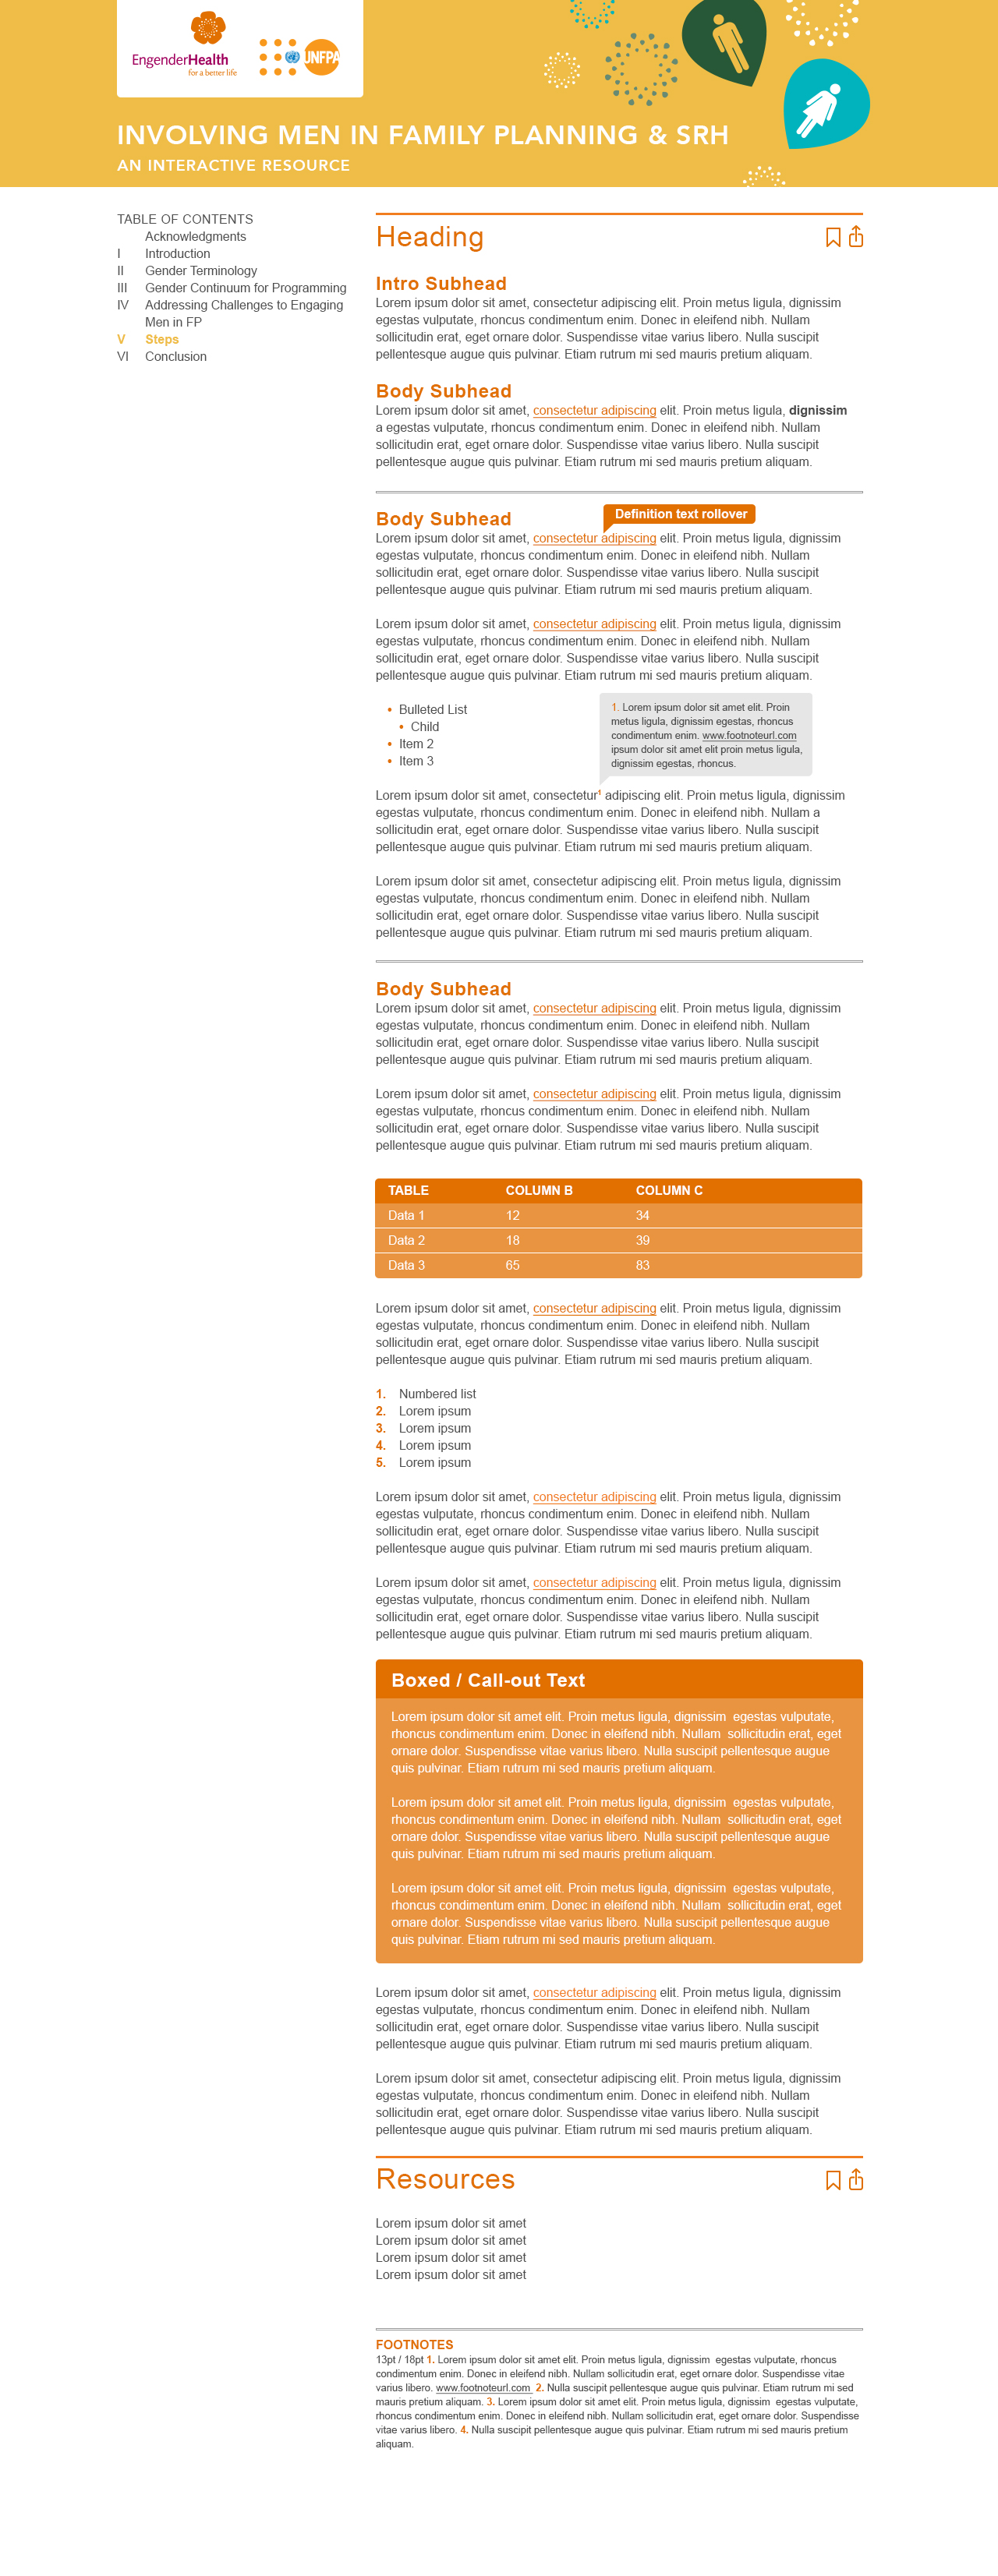 EngenderHealth
for a better life
UNFPA
INVOLVING MEN IN FAMILY PLANNING & SRH
AN INTERACTIVE RESOURCE
TABLE OF CONTENTS
Acknowledgments
I Introduction
II Gender Terminology
III Gender Continuum for Programming
IV Addressing Challenges to Engaging
Men in FP
V Steps
VI Conclusion
Heading
Intro Subhead
Lorem ipsum dolor sit amet, consectetur adipiscing elit. Proin metus ligula, dignissim
egestas vulputate, rhoncus condimentum enim. Donec in eleifend nibh. Nullam
sollicitudin erat, eget ornare dolor. Suspendisse vitae varius libero. Nulla suscipit
pellentesque augue quis pulvinar. Etiam rutrum mi sed mauris pretium aliquam.
Body Subhead
Lorem ipsum dolor sit amet, consectetur adipiscing elit. Proin metus ligula, dignissim
a egestas vulputate, rhoncus condimentum enim. Donec in eleifend nibh. Nullam
sollicitudin erat, eget ornare dolor. Suspendisse vitae varius libero. Nulla suscipit
pellentesque augue quis pulvinar. Etiam rutrum mi sed mauris pretium aliquam.
Definition text rollover
Body Subhead
Lorem ipsum dolor sit amet, consectetur adipiscing elit. Proin metus ligula, dignissim
egestas vulputate, rhoncus condimentum enim. Donec in eleifend nibh. Nullam
sollicitudin erat, eget ornare dolor. Suspendisse vitae varius libero. Nulla suscipit
pellentesque augue quis pulvinar. Etiam rutrum mi sed mauris pretium aliquam.
Lorem ipsum dolor sit amet, consectetur adipiscing elit. Proin metus ligula, dignissim
egestas vulputate, rhoncus condimentum enim. Donec in eleifend nibh. Nullam
sollicitudin erat, eget ornare dolor. Suspendisse vitae varius libero. Nulla suscipit
pellentesque augue quis pulvinar. Etiam rutrum mi sed mauris pretium aliquam.
• Bulleted List
• Child
• Item 2
• Item 3
1. Lorem ipsum dolor sit amet elit. Proin
metus ligula, dignissim egestas, rhoncus
condimentum enim. www.footnoteurl.com
ipsum dolor sit amet elit proin metus ligula,
dignissim egestas, rhoncus.
Lorem ipsum dolor sit amet, consectetur1 adipiscing elit. Proin metus ligula, dignissim
egestas vulputate, rhoncus condimentum enim. Donec in eleifend nibh. Nullam a
sollicitudin erat, eget ornare dolor. Suspendisse vitae varius libero. Nulla suscipit
pellentesque augue quis pulvinar. Etiam rutrum mi sed mauris pretium aliquam.
Lorem ipsum dolor sit amet, consectetur adipiscing elit. Proin metus ligula, dignissim
egestas vulputate, rhoncus condimentum enim. Donec in eleifend nibh. Nullam
sollicitudin erat, eget ornare dolor. Suspendisse vitae varius libero. Nulla suscipit
pellentesque augue quis pulvinar. Etiam rutrum mi sed mauris pretium aliquam.
Body Subhead
Lorem ipsum dolor sit amet, consectetur adipiscing elit. Proin metus ligula, dignissim
egestas vulputate, rhoncus condimentum enim. Donec in eleifend nibh. Nullam
sollicitudin erat, eget ornare dolor. Suspendisse vitae varius libero. Nulla suscipit
pellentesque augue quis pulvinar. Etiam rutrum mi sed mauris pretium aliquam.
Lorem ipsum dolor sit amet, consectetur adipiscing elit. Proin metus ligula, dignissim
egestas vulputate, rhoncus condimentum enim. Donec in eleifend nibh. Nullam
sollicitudin erat, eget ornare dolor. Suspendisse vitae varius libero. Nulla suscipit
pellentesque augue quis pulvinar. Etiam rutrum mi sed mauris pretium aliquam.
TABLE COLUMN B COLUMN C
Data 1 12 34
Data 2 18 39
Data 3 65 83
Lorem ipsum dolor sit amet, consectetur adipiscing elit. Proin metus ligula, dignissim
egestas vulputate, rhoncus condimentum enim. Donec in eleifend nibh. Nullam
sollicitudin erat, eget ornare dolor. Suspendisse vitae varius libero. Nulla suscipit
pellentesque augue quis pulvinar. Etiam rutrum mi sed mauris pretium aliquam.
1. Numbered list
2. Lorem ipsum
3. Lorem ipsum
4. Lorem ipsum
5. Lorem ipsum
Lorem ipsum dolor sit amet, consectetur adipiscing elit. Proin metus ligula, dignissim
egestas vulputate, rhoncus condimentum enim. Donec in eleifend nibh. Nullam
sollicitudin erat, eget ornare dolor. Suspendisse vitae varius libero. Nulla suscipit
pellentesque augue quis pulvinar. Etiam rutrum mi sed mauris pretium aliquam.
Lorem ipsum dolor sit amet, consectetur adipiscing elit. Proin metus ligula, dignissim
egestas vulputate, rhoncus condimentum enim. Donec in eleifend nibh. Nullam
sollicitudin erat, eget ornare dolor. Suspendisse vitae varius libero. Nulla suscipit
pellentesque augue quis pulvinar. Etiam rutrum mi sed mauris pretium aliquam.
Boxed / Call-out Text
Lorem ipsum dolor sit amet elit. Proin metus ligula, dignissim egestas vulputate,
rhoncus condimentum enim. Donec in eleifend nibh. Nullam sollicitudin erat, eget
ornare dolor. Suspendisse vitae varius libero. Nulla suscipit pellentesque augue
quis pulvinar. Etiam rutrum mi sed mauris pretium aliquam.
Lorem ipsum dolor sit amet elit. Proin metus ligula, dignissim egestas vulputate,
rhoncus condimentum enim. Donec in eleifend nibh. Nullam sollicitudin erat, eget
ornare dolor. Suspendisse vitae varius libero. Nulla suscipit pellentesque augue
quis pulvinar. Etiam rutrum mi sed mauris pretium aliquam.
Lorem ipsum dolor sit amet elit. Proin metus ligula, dignissim egestas vulputate,
rhoncus condimentum enim. Donec in eleifend nibh. Nullam sollicitudin erat, eget
ornare dolor. Suspendisse vitae varius libero. Nulla suscipit pellentesque augue
quis pulvinar. Etiam rutrum mi sed mauris pretium aliquam.
Lorem ipsum dolor sit amet, consectetur adipiscing elit. Proin metus ligula, dignissim
egestas vulputate, rhoncus condimentum enim. Donec in eleifend nibh. Nullam
sollicitudin erat, eget ornare dolor. Suspendisse vitae varius libero. Nulla suscipit
pellentesque augue quis pulvinar. Etiam rutrum mi sed mauris pretium aliquam.
Lorem ipsum dolor sit amet, consectetur adipiscing elit. Proin metus ligula, dignissim
egestas vulputate, rhoncus condimentum enim. Donec in eleifend nibh. Nullam
sollicitudin erat, eget ornare dolor. Suspendisse vitae varius libero. Nulla suscipit
pellentesque augue quis pulvinar. Etiam rutrum mi sed mauris pretium aliquam.
Resources
Lorem ipsum dolor sit amet
Lorem ipsum dolor sit amet
Lorem ipsum dolor sit amet
Lorem ipsum dolor sit amet
FOOTNOTES
13pt / 18pt 1. Lorem ipsum dolor sit amet elit. Proin metus ligula, dignissim egestas vulputate, rhoncus
condimentum enim. Donec in eleifend nibh. Nullam sollicitudin erat, eget ornare dolor. Suspendisse vitae
varius libero. www.footnoteurl.com 2. Nulla suscipit pellentesque augue quis pulvinar. Etiam rutrum mi sed
mauris pretium aliquam. 3. Lorem ipsum dolor sit amet elit. Proin metus ligula, dignissim egestas vulputate,
rhoncus condimentum enim. Donec in eleifend nibh. Nullam sollicitudin erat, eget ornare dolor. Suspendisse
vitae varius libero. 4. Nulla suscipit pellentesque augue quis pulvinar. Etiam rutrum mi sed mauris pretium
aliquam.